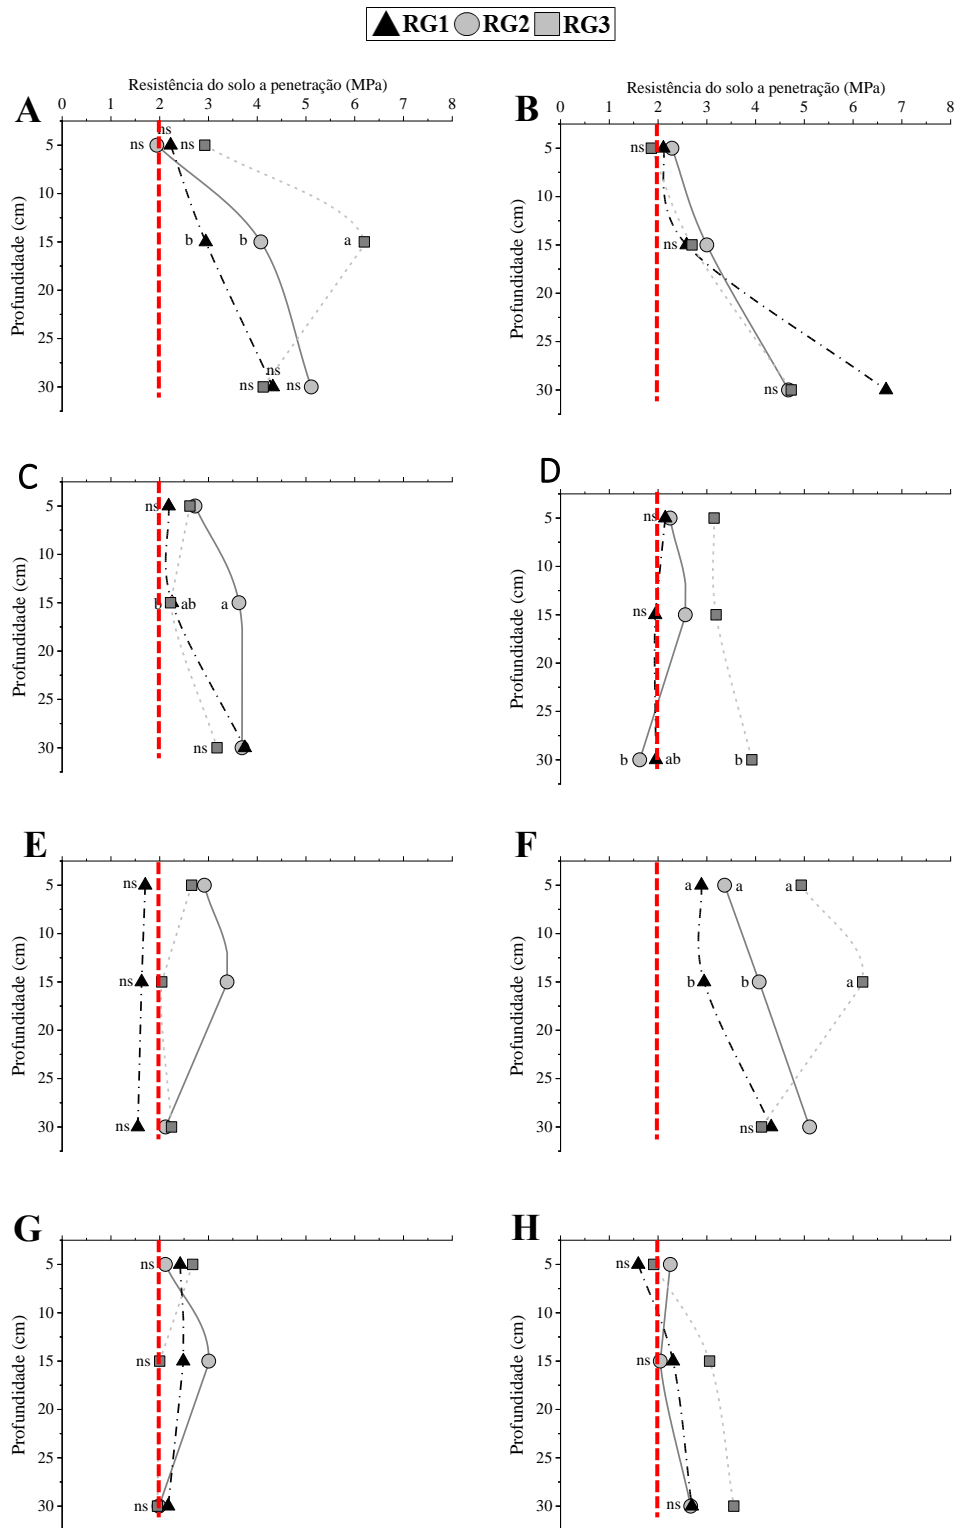 RG1 RG2 RG3
Resistência do solo a penetração (MPa)
0 1 2 3 4 5 6 7 8
A
Profundidade (cm)
5
10
15
20
25
30
ns ns ns
b b a
ns ns ns
Resistência do solo a penetração (MPa)
0 1 2 3 4 5 6 7 8
B
Profundidade (cm)
5
10
15
20
25
30
ns
ns
ns
C
Profundidade (cm)
5
10
15
20
25
30
ns
b ab a
ns
D
Profundidade (cm)
5
10
15
20
25
30
ns
ns
b ab b
E
Profundidade (cm)
5
10
15
20
25
30
ns
ns
ns
F
Profundidade (cm)
5
10
15
20
25
30
a a a
b b a
ns
G
Profundidade (cm)
5
10
15
20
25
30
ns
ns
ns
H
Profundidade (cm)
5
10
15
20
25
30
ns
ns
ns